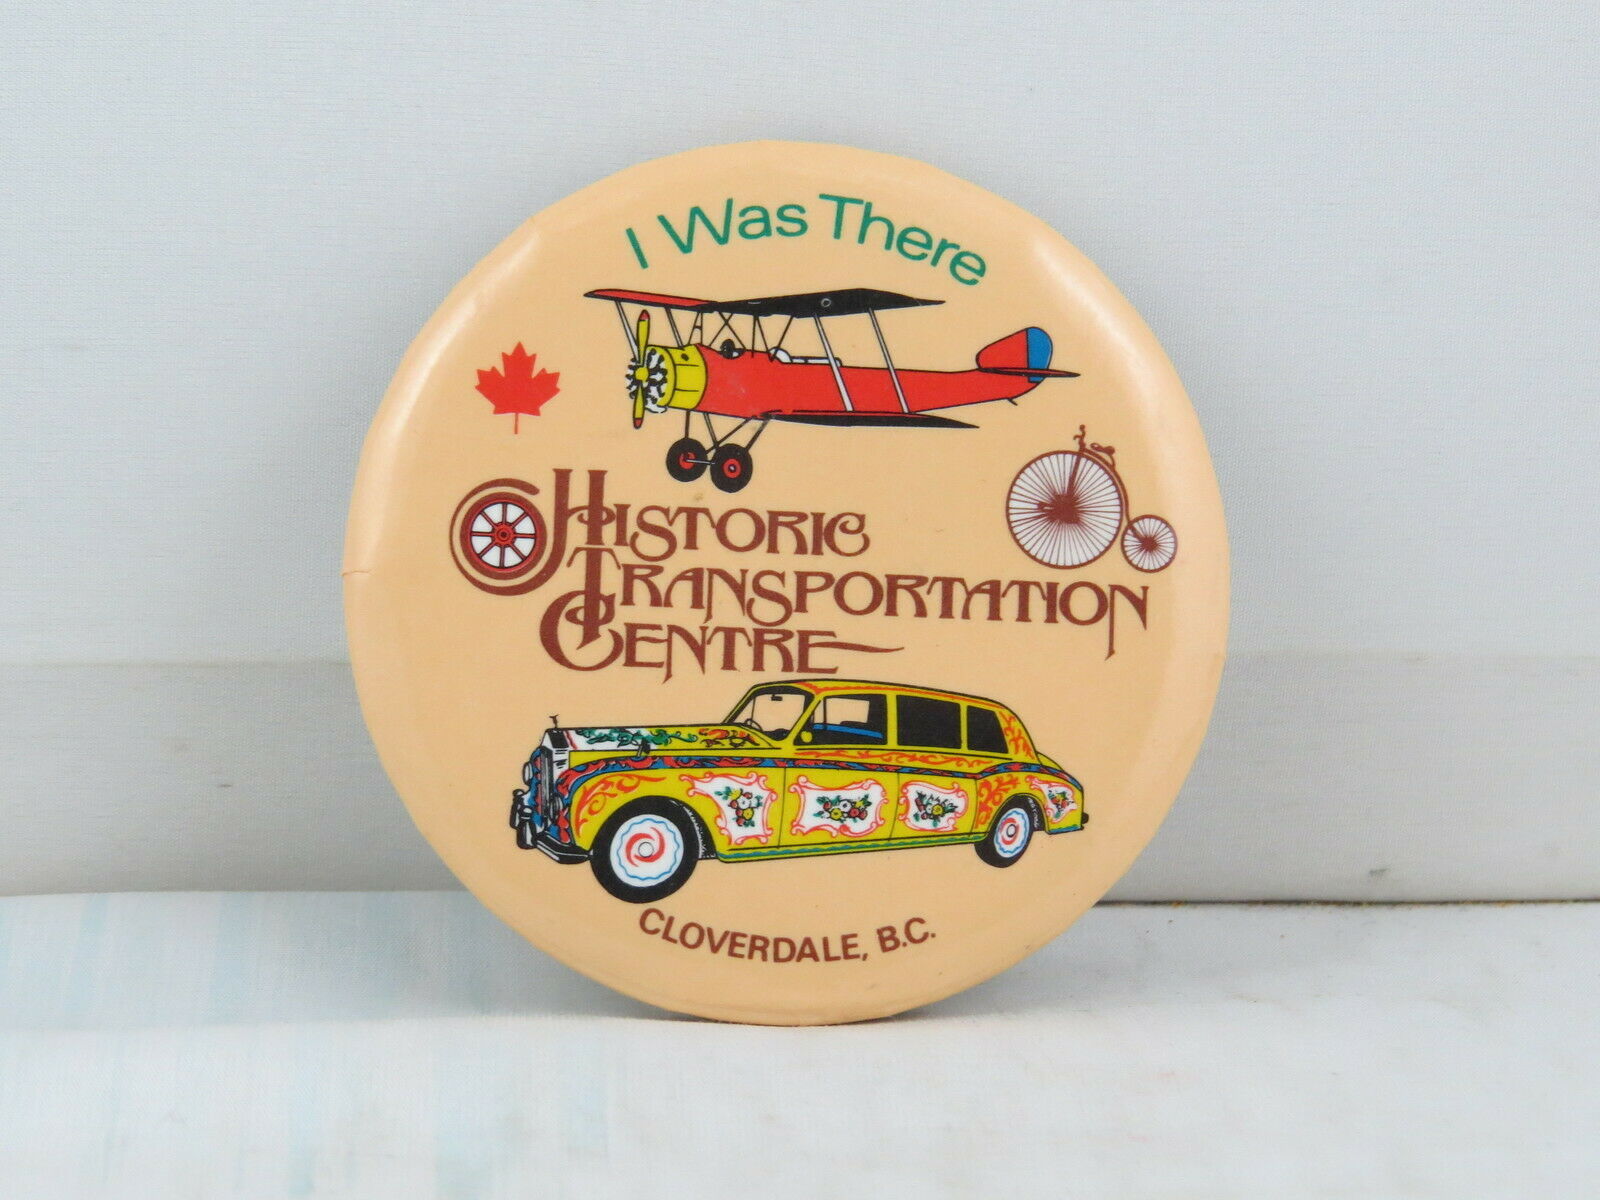 I Was There
HISTORIC
TRANSPORTATION
CENTRE
CLOVERDALE, B.C.